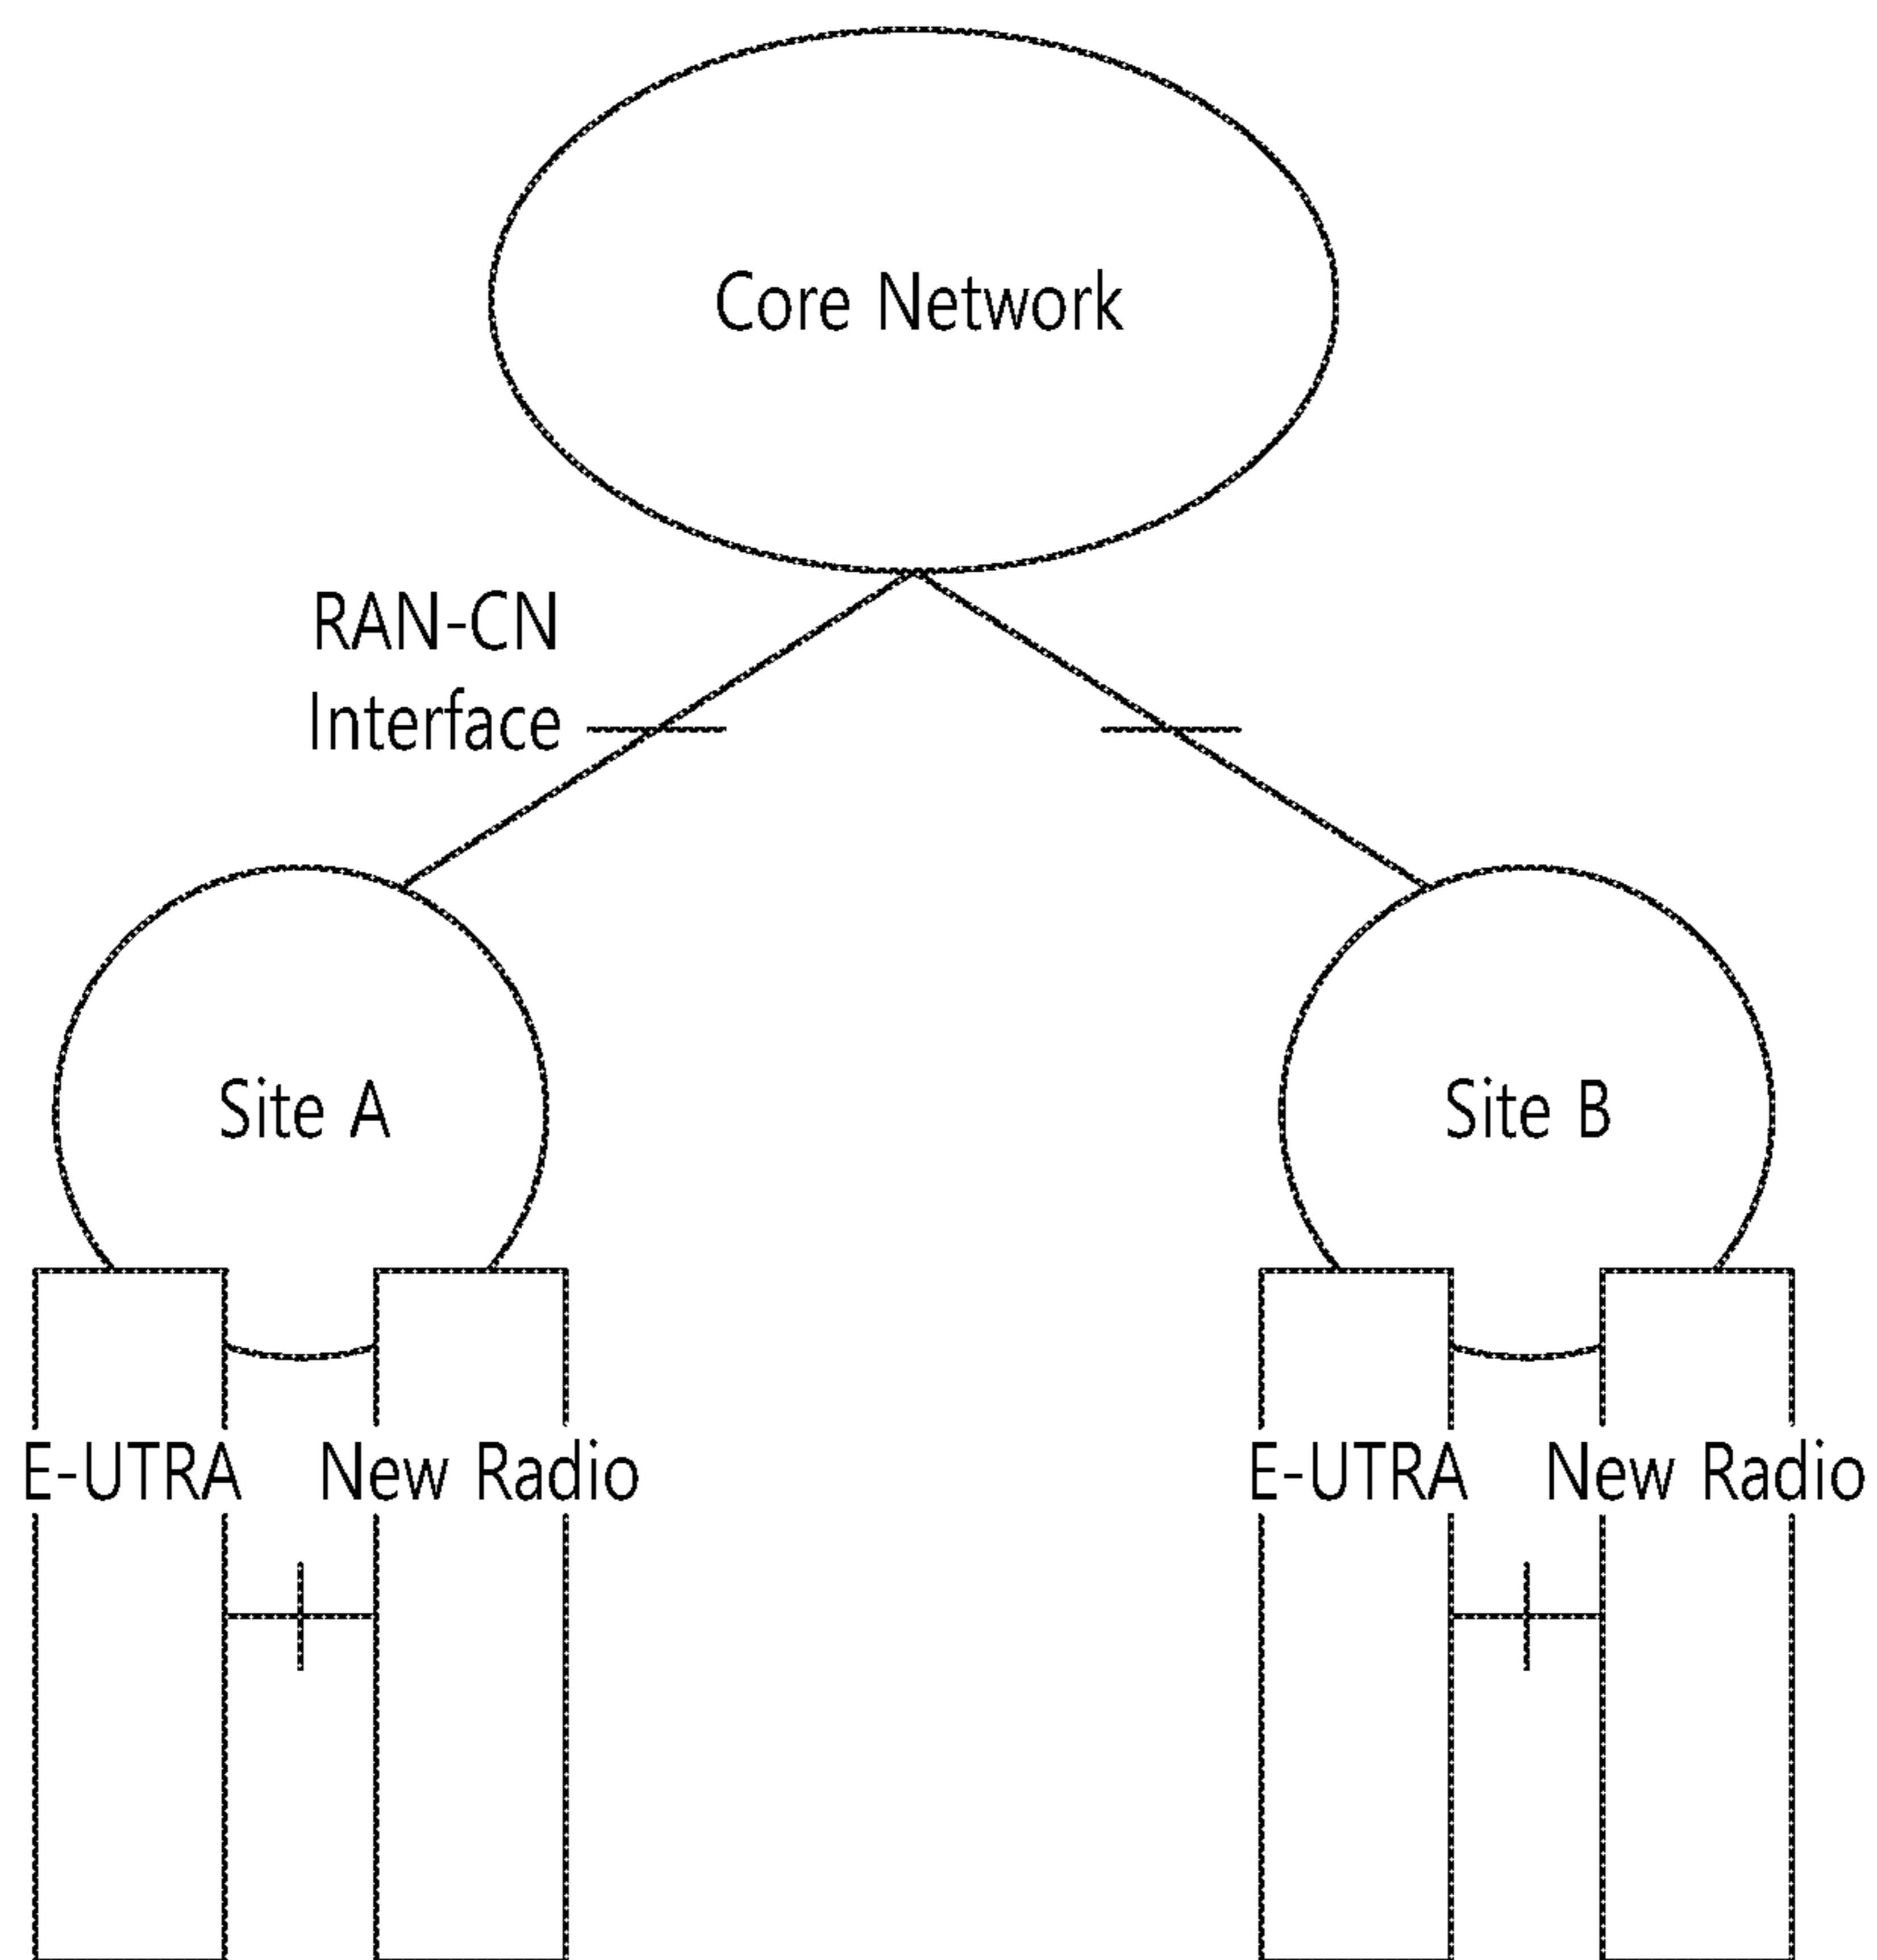 Core Network
RAN-CN
Interface
Site A
Site B
E-UTRA
New Radio
E-UTRA
New Radio